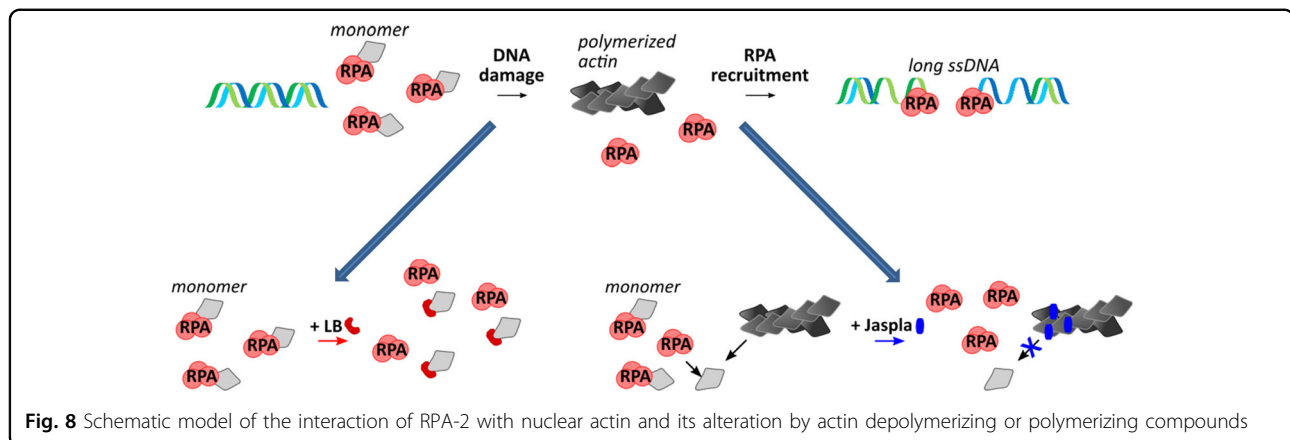 monomer
RPA
RPA
RPA
DNA
damage
polymerized
actin
RPA
RPA
RPA
recruitment
long ssDNA
RPA
RPA
monomer
RPA
RPA
RPA
+ LB
RPA
RPA
RPA
monomer
RPA
RPA
RPA
+ Jaspla
RPA
RPA
RPA
Fig. 8 Schematic model of the interaction of RPA-2 with nuclear actin and its alteration by actin depolymerizing or polymerizing compounds